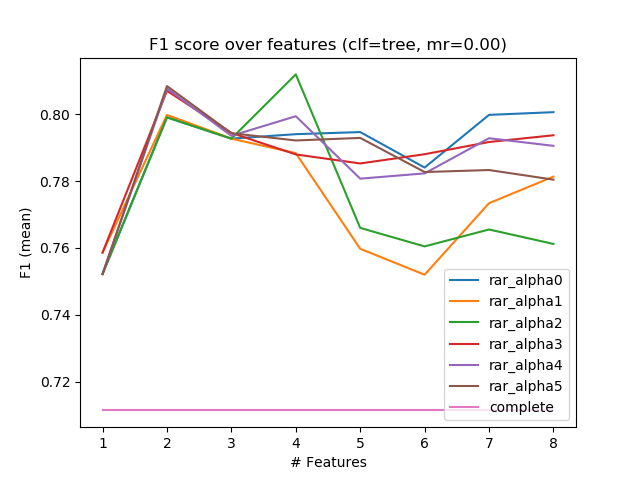 F1 score over features (clf=tree, mr=0.00)
F1 (mean)
0.80
0.78
0.76
0.74
0.72
rar_alpha0
rar_alpha1
rar_alpha2
rar_alpha3
rar_alpha4
rar_alpha5
complete
1 2 3 4 5 6 7 8
# Features